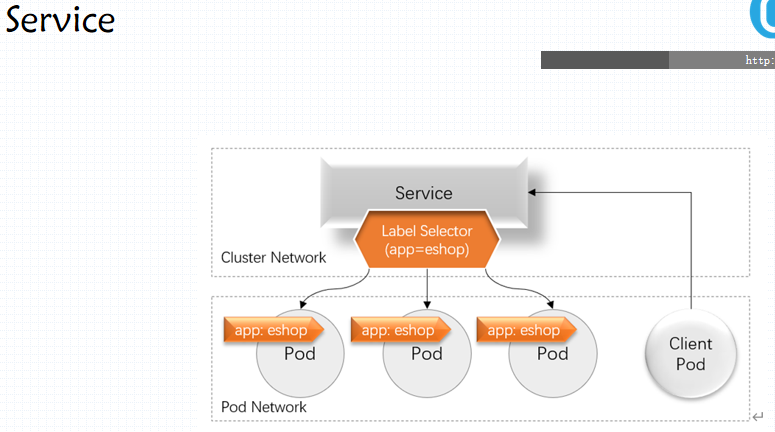 Service
http:
Service
Label Selector
(app=eshop)
Cluster Network
app: eshop
app: eshop
app: eshop
Pod
Pod
Pod
Client
Pod
Pod Network